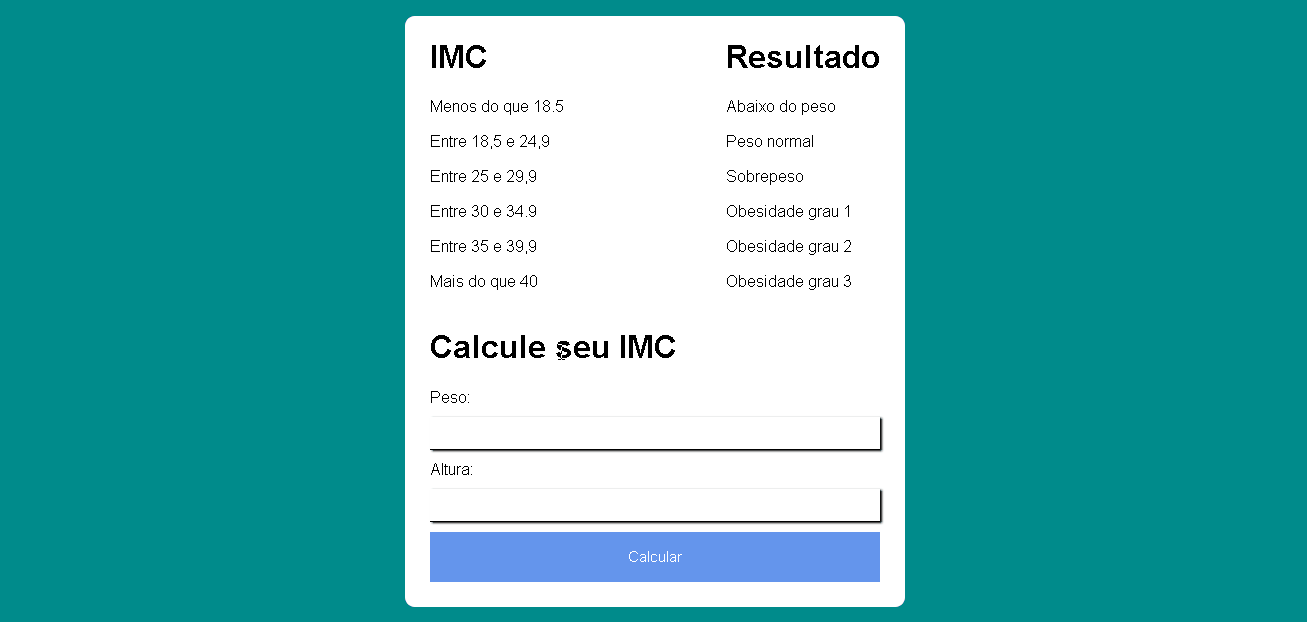 IMC Resultado
Menos do que 18.5 Abaixo do peso
Entre 18,5 e 24,9 Peso normal
Entre 25 e 29,9 Sobrepeso
Entre 30 e 34.9 Obesidade grau 1
Entre 35 e 39,9 Obesidade grau 2
Mais do que 40 Obesidade grau 3
Calcule seu IMC
Peso:
Altura:
Calcular